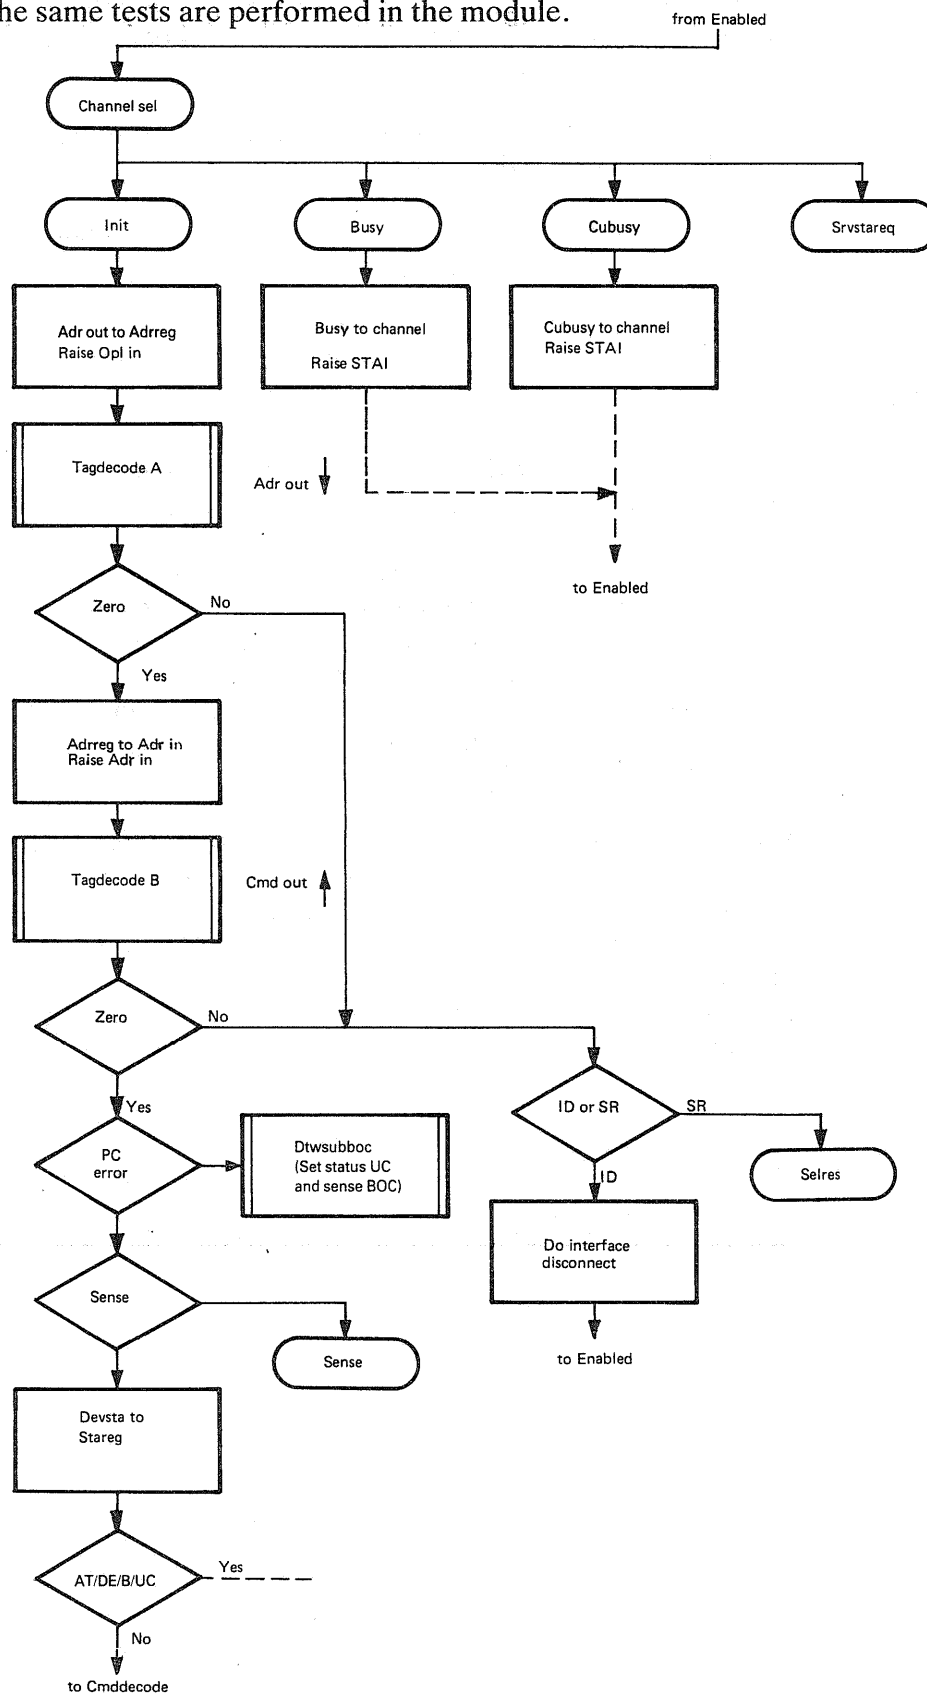 he same tests are performed in the module.
from Enabled
Channel sel
Init
Busy
Cubusy
Srvstareq
Adr out to Adrreg
Raise Opl in
Busy to channel
Raise STAI
Cubusy to channel
Raise STAI
Tagdecode A
Adr out
to Enabled
Zero
No
Yes
Adrreg to Adr in
Raise Adr in
Tagdecode B
Cmd out
Zero
No
Yes
ID or SR
SR
Selres
ID
PC
error
Dtwsubboc
(Set status UC
and sense BOC)
Do interface
disconnect
to Enabled
Sense
Sense
Devsta to
Stareg
AT/DE/B/UC
Yes
No
to Cmddecode